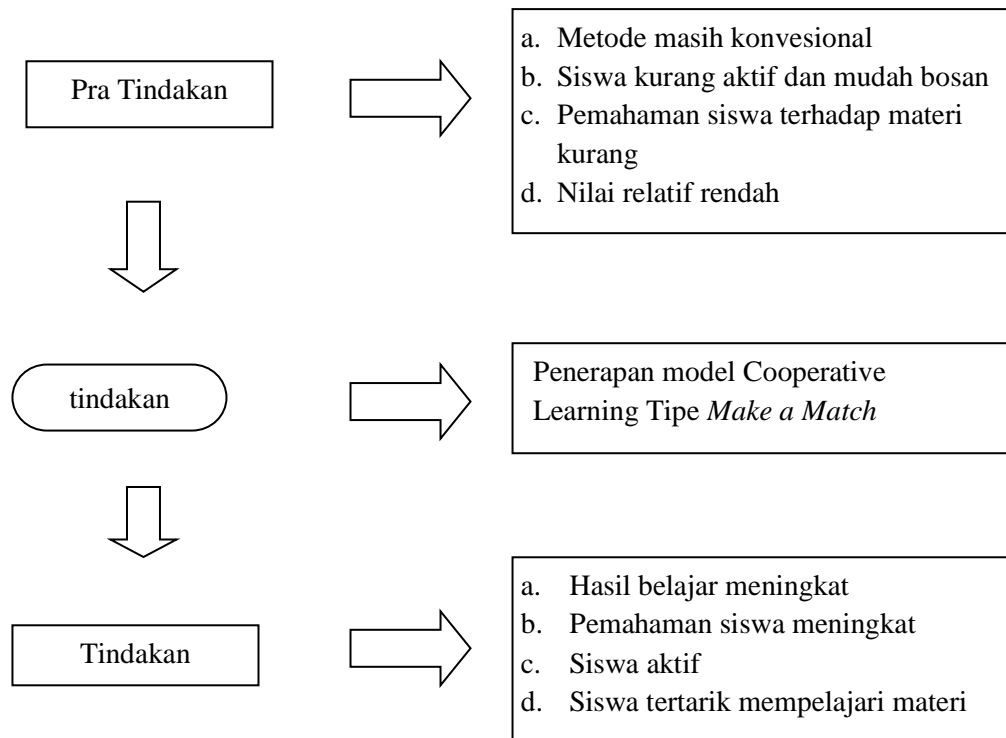 Pra Tindakan
a. Metode masih konvesional
b. Siswa kurang aktif dan mudah bosan
c. Pemahaman siswa terhadap materi
kurang
d. Nilai relatif rendah
tindakan
Penerapan model Cooperative
Learning Tipe Make a Match
Tindakan
a. Hasil belajar meningkat
b. Pemahaman siswa meningkat
c. Siswa aktif
d. Siswa tertarik mempelajari materi